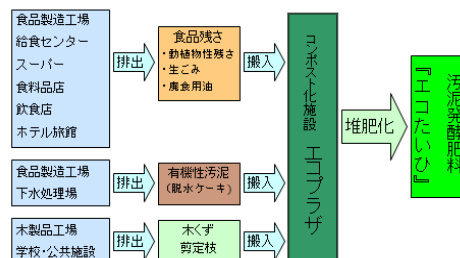 食品製造工場
給食センター
スーパー
食料品店
飲食店
ホテル旅館
排出
食品残さ
・動植物性残さ
・生ごみ
・廃食用油
搬入
食品製造工場
下水処理場
排出
有機性汚泥
(脱水ケーキ)
搬入
木製品工場
学校・公共施設
排出
木くず
剪定枝
搬入
コンポスト化施設 エコプラザ
堆肥化
汚泥発酵肥料
『エコたいひ』